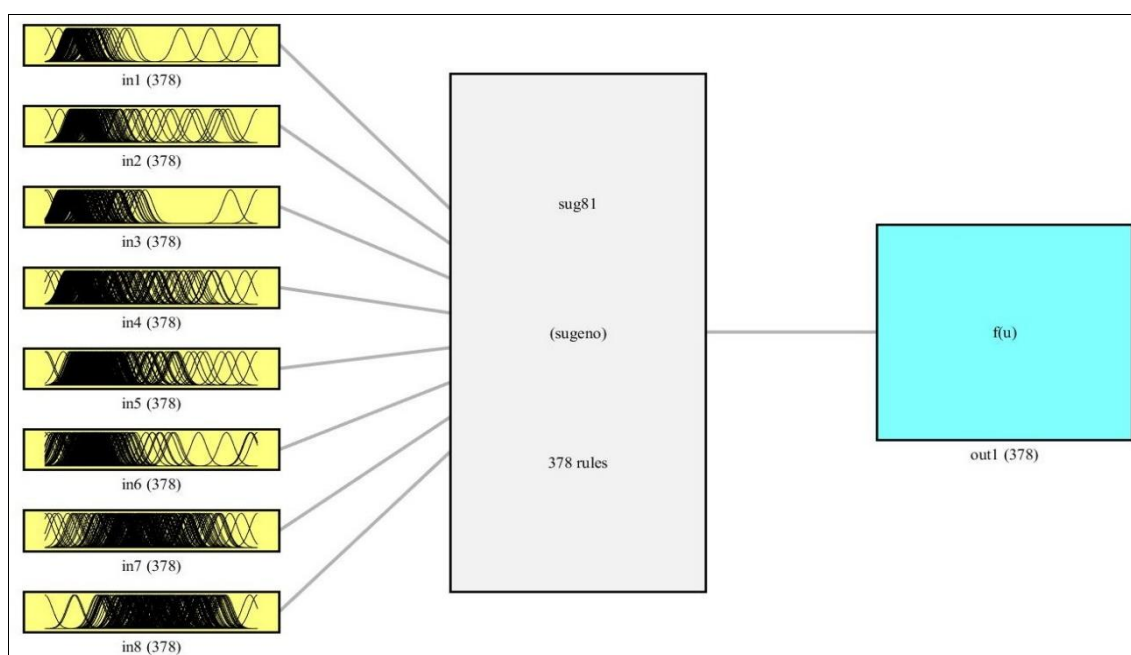 in1 (378)
in2 (378)
in3 (378)
in4 (378)
in5 (378)
in6 (378)
in7 (378)
in8 (378)
sug81
(sugeno)
378 rules
f(u)
out1 (378)